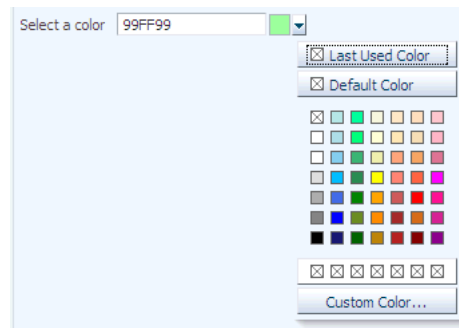 Select a color 99FF99
Last Used Color
Default Color
Custom Color...